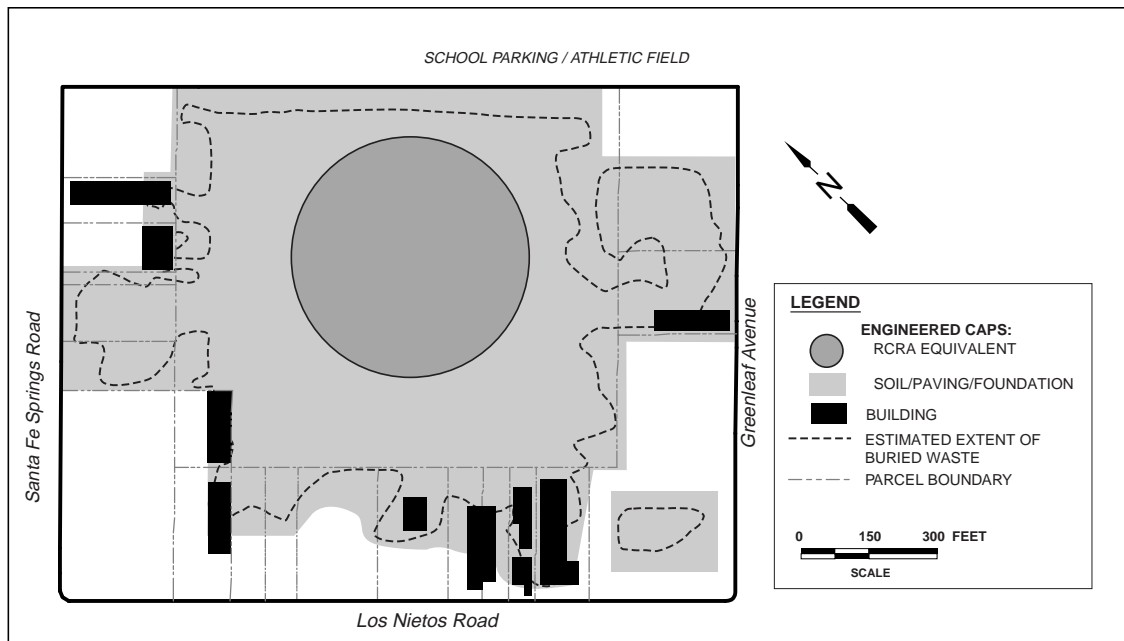 SCHOOL PARKING / ATHLETIC FIELD
N
Santa Fe Springs Road
Greenleaf Avenue
Los Nietos Road
LEGEND
ENGINEERED CAPS:
RCRA EQUIVALENT
SOIL/PAVING/FOUNDATION
BUILDING
ESTIMATED EXTENT OF
BURIED WASTE
PARCEL BOUNDARY
0 150 300 FEET
SCALE